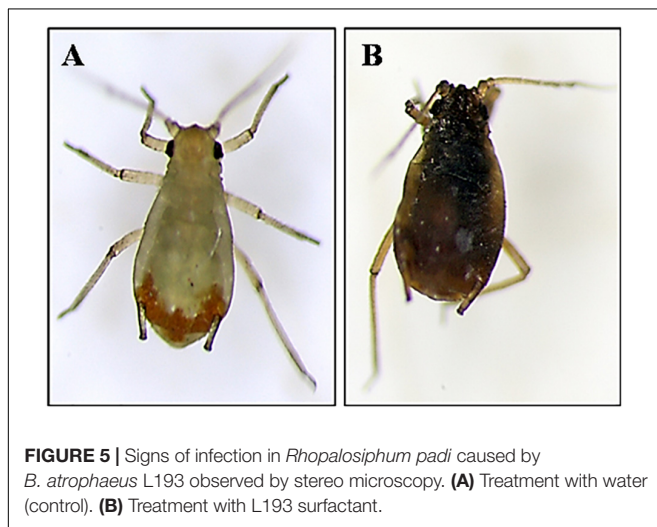 A
B
FIGURE 5 | Signs of infection in Rhopalosiphum padi caused by
B. atrophaeus L193 observed by stereo microscopy. (A) Treatment with water
(control). (B) Treatment with L193 surfactant.